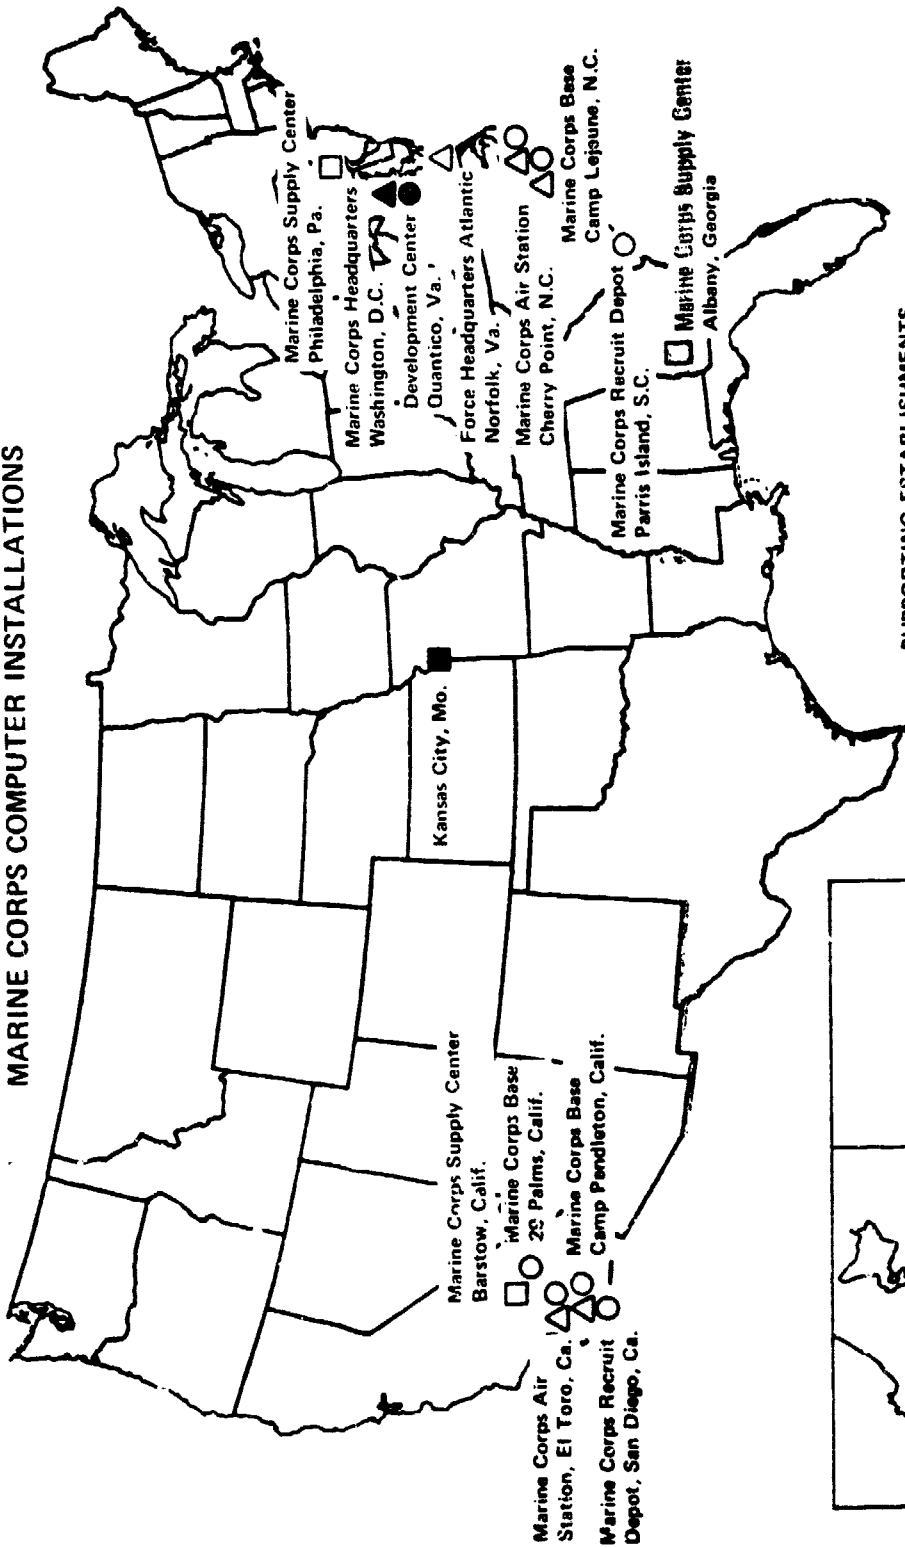 MARINE CORPS COMPUTER INSTALLATIONS
Marine Corps Supply Center
Barstow, Calif.
Marine Corps Base
29 Palms, Calif.
Marine Corps Base
Camp Pendleton, Calif.
Marine Corps Air
Station, El Toro, Ca.
Marine Corps Recruit
Depot, San Diego, Ca.
Kansas City, Mo.
Marine Corps Supply Center
Philadelphia, Pa.
Marine Corps Headquarters
Washington, D.C.
Development Center
Quantico, Va.
Force Headquarters Atlantic
Norfolk, Va.
Marine Corps Air Station
Cherry Point, N.C.
Marine Corps Base
Camp Lejeune, N.C.
Marine Corps Recruit Depot
Parris Island, S.C.
Marine Corps Supply Center
Albany, Georgia
SUPPORTING ESTABLISHMENTS